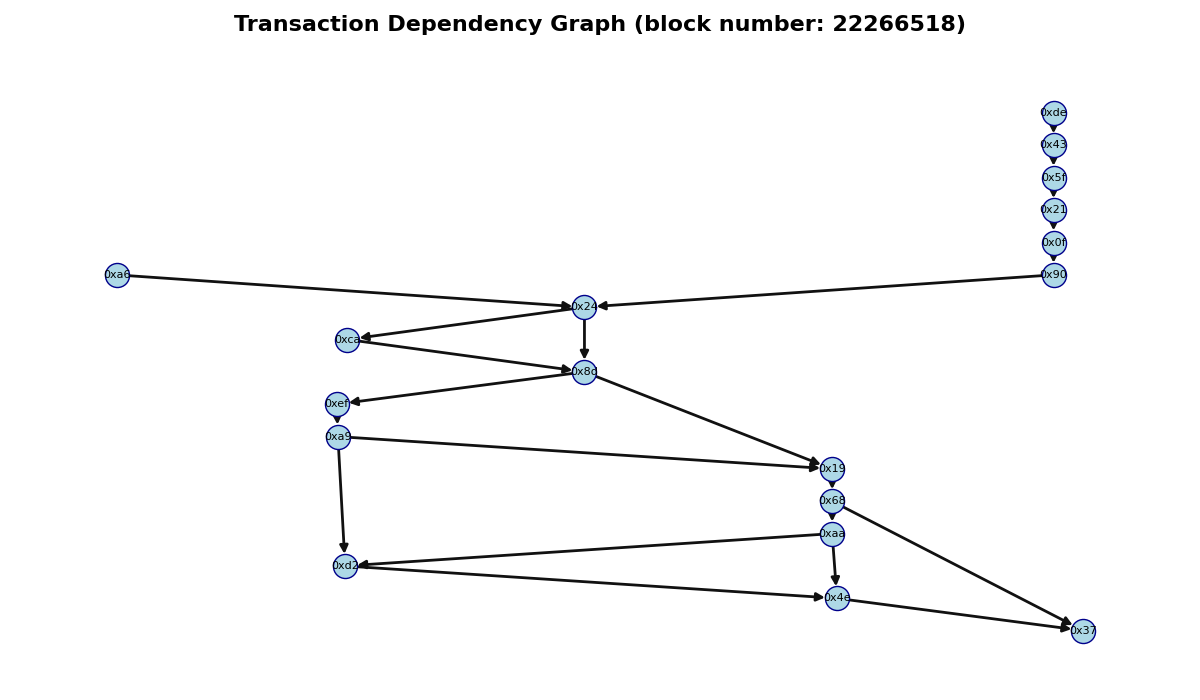 Transaction Dependency Graph (block number: 22266518)
0xde
0x43
0x5f
0x21
0x0f
0xa6
0x90
0x24
0xca
0x8d
0xef
0xa9
0x19
0x68
0xaa
0xd2
0x4e
0x37